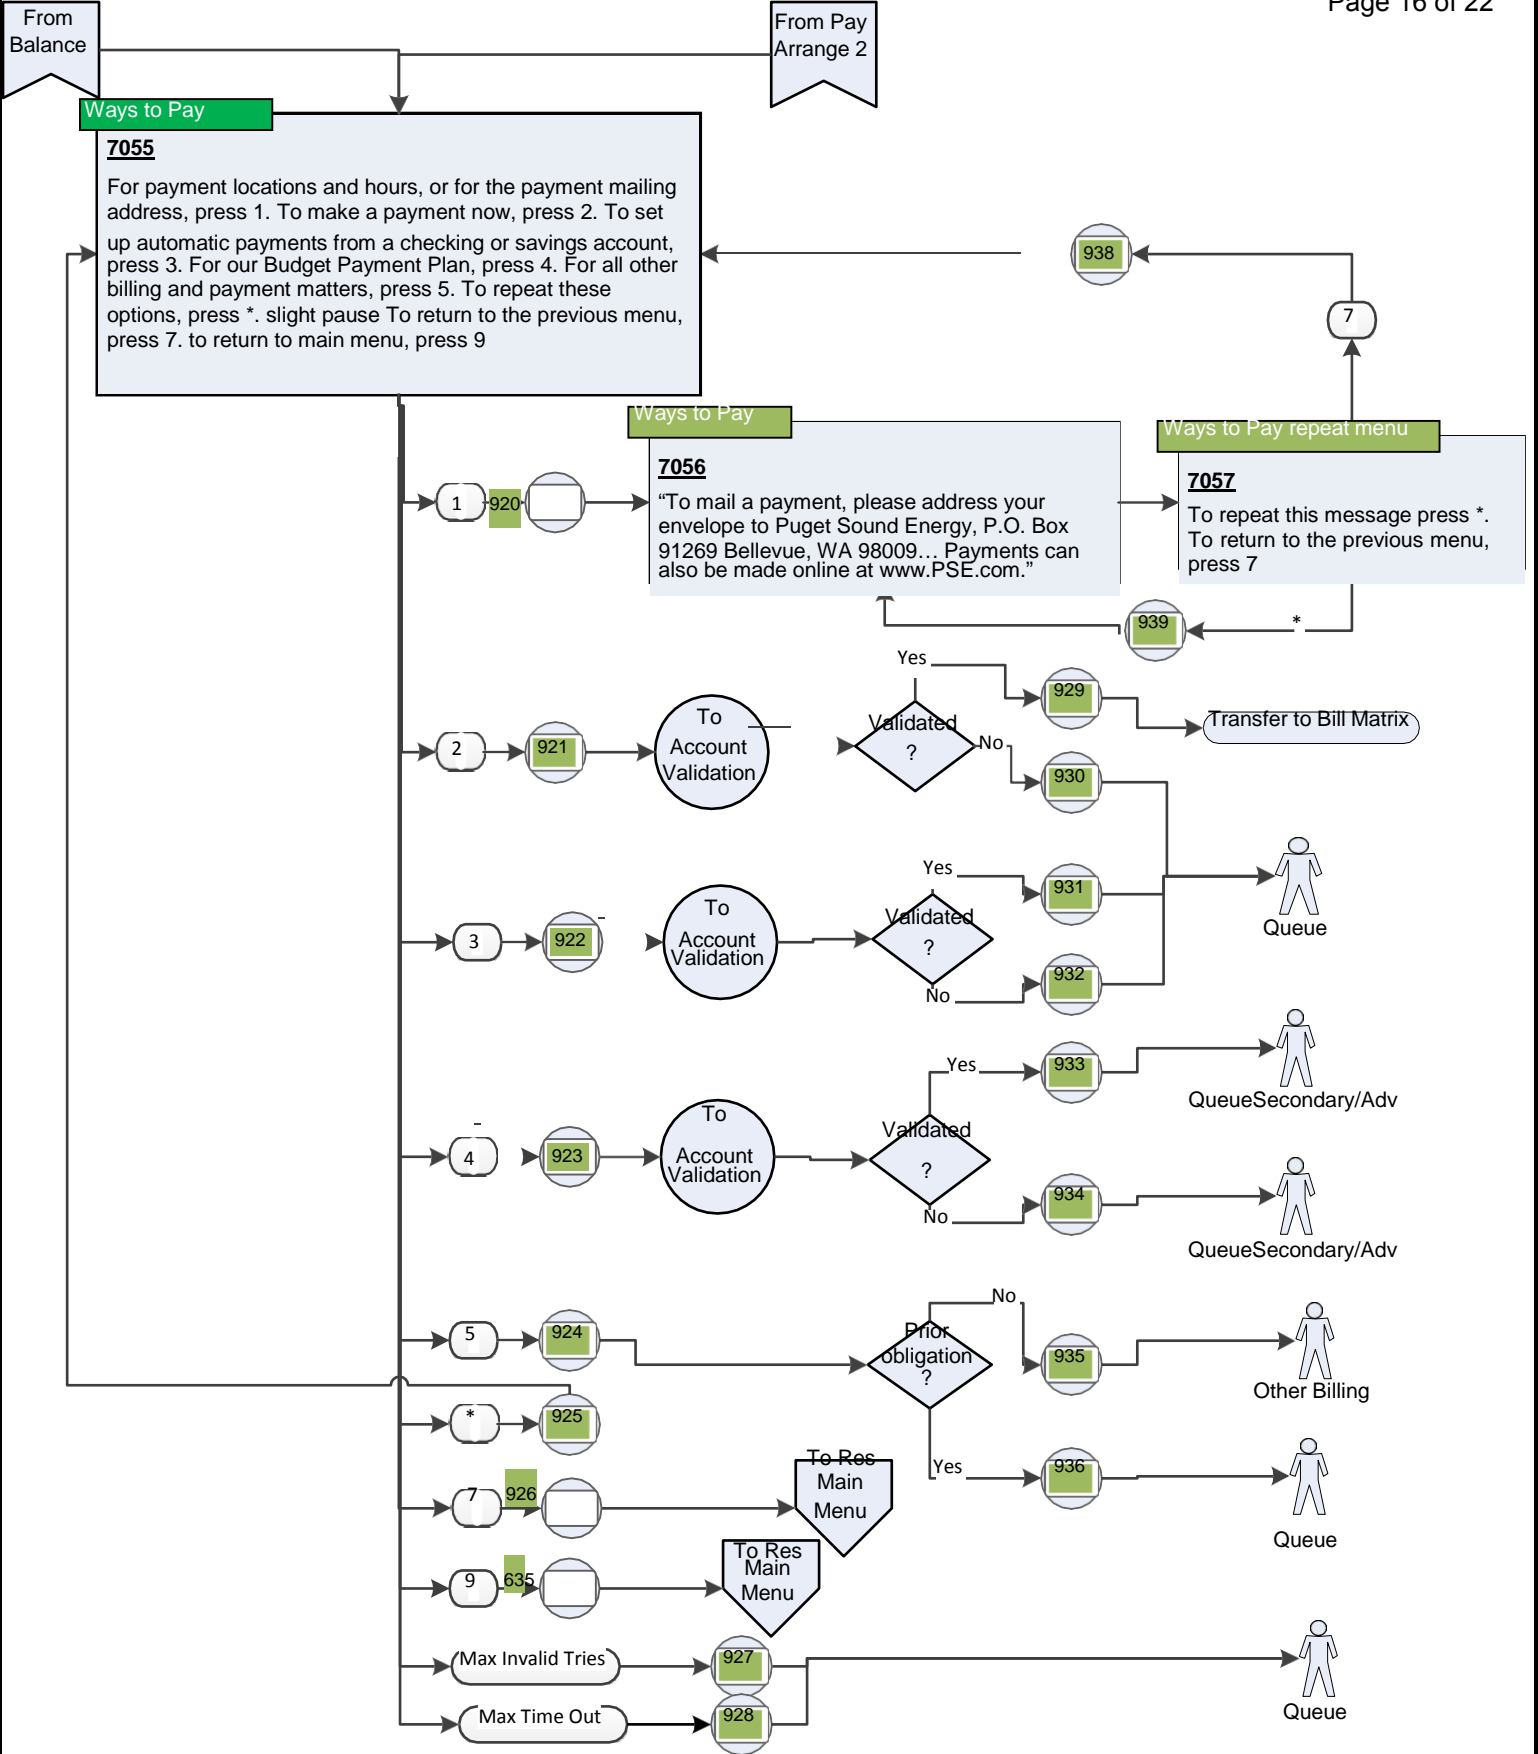 Page 16 of 22
From
Balance
From Pay
Arrange 2
Ways to Pay
7055
For payment locations and hours, or for the payment mailing
address, press 1. To make a payment now, press 2. To set
up automatic payments from a checking or savings account,
press 3. For our Budget Payment Plan, press 4. For all other
billing and payment matters, press 5. To repeat these
options, press *. slight pause To return to the previous menu,
press 7. to return to main menu, press 9
938
7
Ways to Pay
7056
“To mail a payment, please address your
envelope to Puget Sound Energy, P.O. Box
91269 Bellevue, WA 98009… Payments can
also be made online at www.PSE.com.”
Ways to Pay repeat menu
7057
To repeat this message press *.
To return to the previous menu,
press 7
1
920
939
*
2
921
To
Account
Validation
Validated
?
Yes
No
929
Transfer to Bill Matrix
930
3
922
To
Account
Validation
Validated
?
Yes
No
931
932
Queue
4
923
To
Account
Validation
Validated
?
Yes
No
933
QueueSecondary/Adv
934
QueueSecondary/Adv
5
924
Prior
obligation
?
No
935
Other Billing
Yes
936
Queue
*
925
7
926
To Res
Main
Menu
9
635
To Res
Main
Menu
Max Invalid Tries
927
Max Time Out
928
Queue